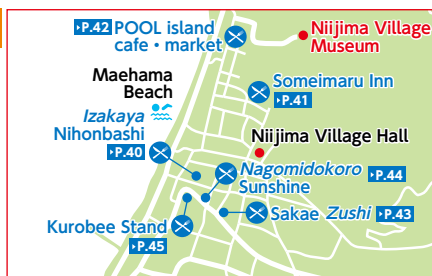 ▸P.42 POOL island
cafe・market
Niijima Village
Museum
Maehama
Beach
Someimaru Inn
▸P.41
Izakaya
Nihonbashi
▸P.40
Niijima Village Hall
Nagomidokoro ▸P.44
Sunshine
Sakae Zushi ▸P.43
Kurobee Stand
▸P.45